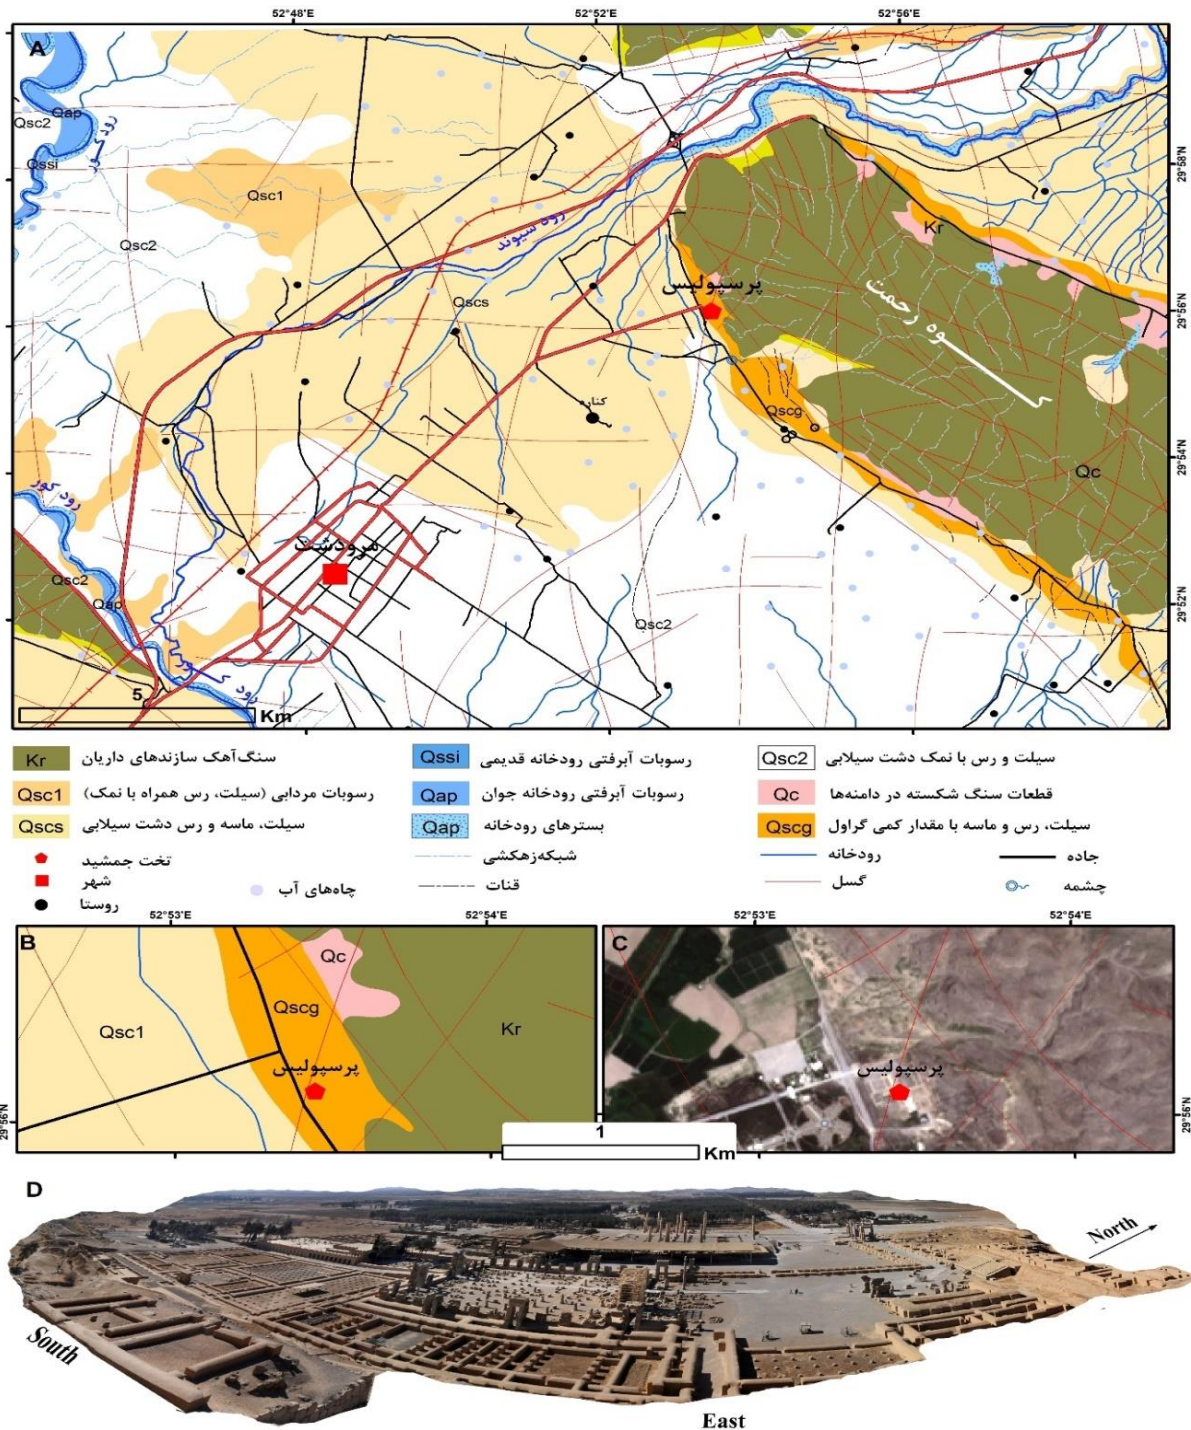 52°48'E
52°52'E
52°56'E
A
Qap
Qsc2
رود کور
Qssi
29°58'N
Qsc1
Kr
Qsc2
رود سیوند
Qscs
پرسپولیس
کوه رحمت
29°56'N
کناره
Qscg
29°54'N
Qc
رود کور
مرودشت
Qsc2
Qap
29°52'N
Qsc2
رود کور
5
Km
Kr
سنگ‌آهک سازندهای داریان
Qssi
رسوبات آبرفتی رودخانه قدیمی
Qsc2
سیلت و رس با نمک دشت سیلابی
Qsc1
رسوبات مردابی (سیلت، رس همراه با نمک)
Qap
رسوبات آبرفتی رودخانه جوان
Qc
قطعات سنگ شکسته در دامنه‌ها
Qscs
سیلت، ماسه و رس دشت سیلابی
Qap
بسترهای رودخانه
Qscg
سیلت، رس و ماسه با مقدار کمی گراول
تخت جمشید
شبکه‌زهکشی
رودخانه
جاده
شهر
چاه‌های آب
قنات
گسل
چشمه
روستا
52°53'E
52°54'E
52°53'E
52°54'E
B
Qc
Qscg
Qsc1
Kr
پرسپولیس
29°56'N
C
پرسپولیس
29°56'N
1
Km
D
North
South
East